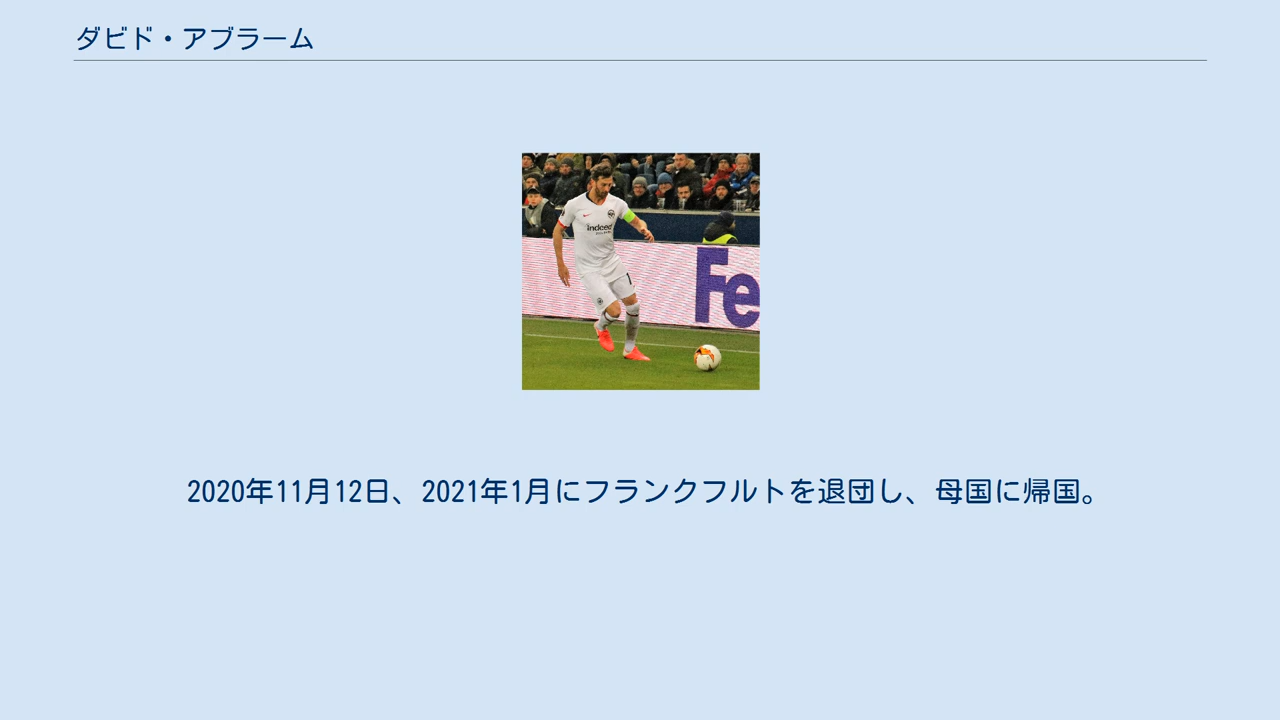 ダビド・アブラーム
indeed
Fe
2020年11月12日、2021年1月にフランクフルトを退団し、母国に帰国。